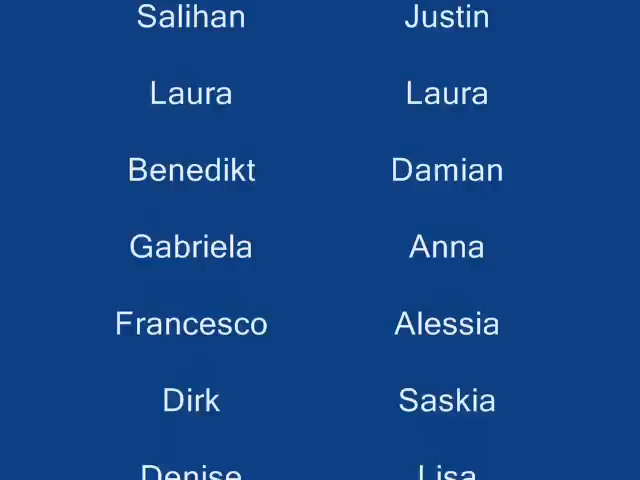 Salihan Justin
Laura Laura
Benedikt Damian
Gabriela Anna
Francesco Alessia
Dirk Saskia
Denise Lisa